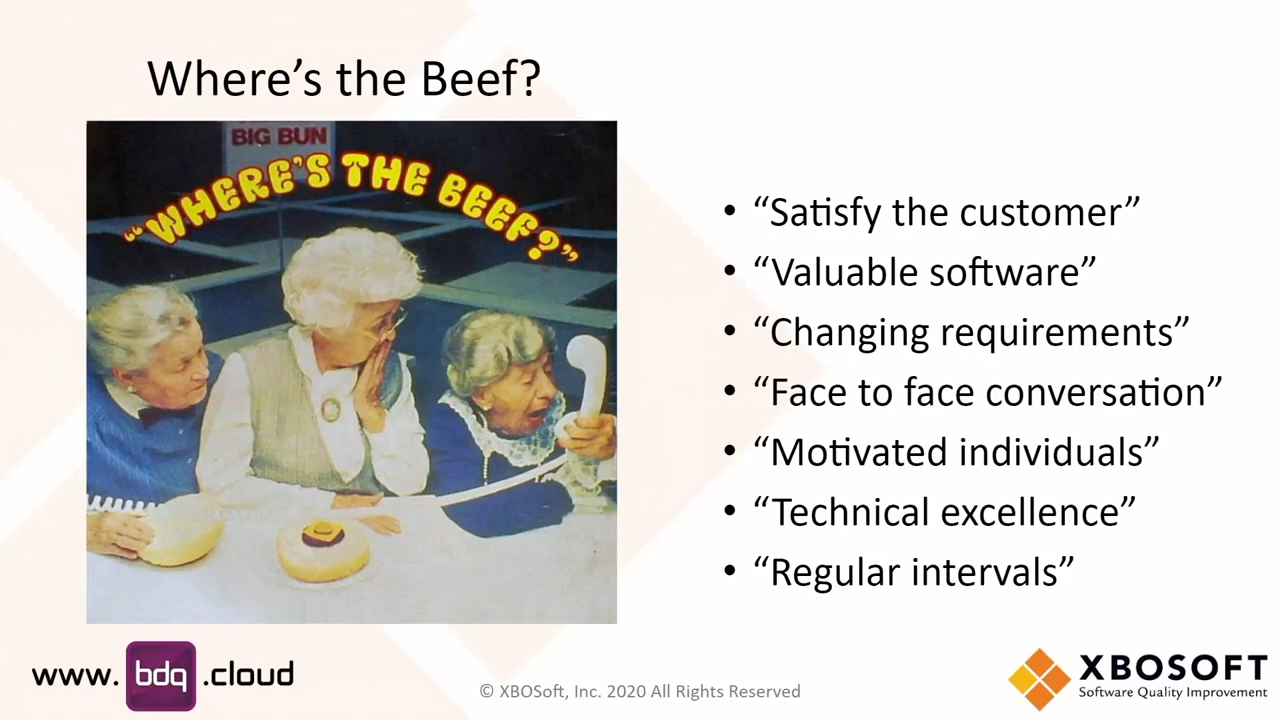 Where’s the Beef?
BIG BUN
“WHERE’S THE BEEF?”
• “Satisfy the customer”
• “Valuable software”
• “Changing requirements”
• “Face to face conversation”
• “Motivated individuals”
• “Technical excellence”
• “Regular intervals”
www.bdq.cloud
© XBOSoft, Inc. 2020 All Rights Reserved
XBOSOFT
Software Quality Improvement